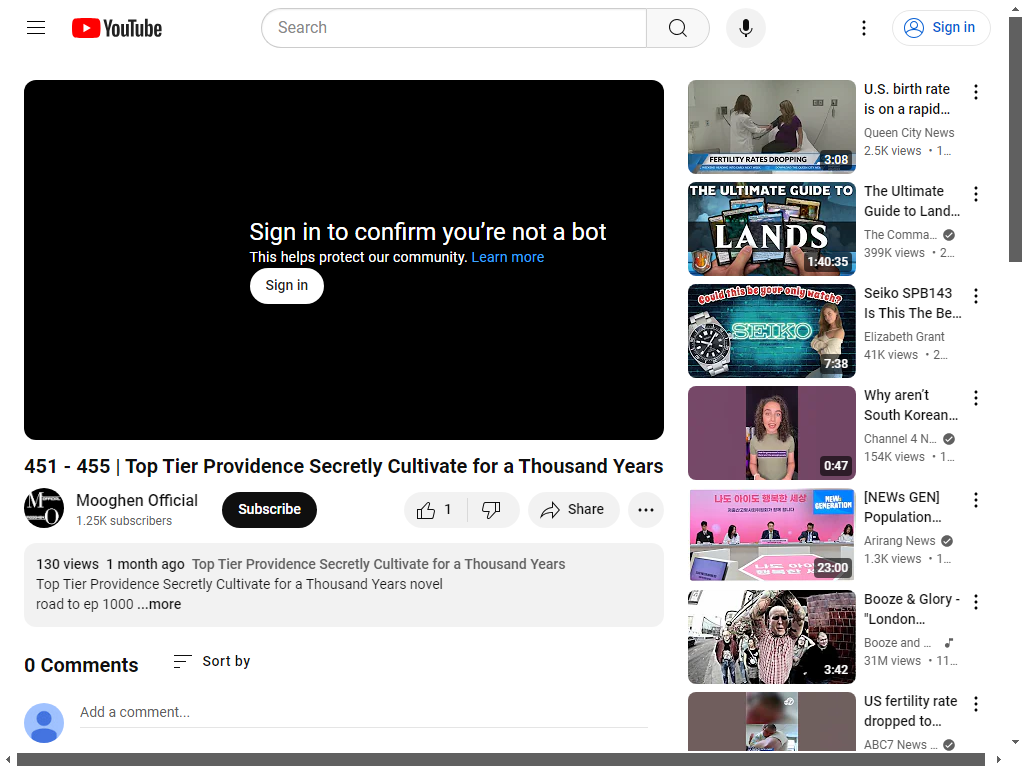 YouTube
Search
Sign in
Sign in to confirm you’re not a bot
This helps protect our community. Learn more
Sign in
451 - 455 | Top Tier Providence Secretly Cultivate for a Thousand Years
Mooghen Official
1.25K subscribers
Subscribe
1
Share
130 views 1 month ago Top Tier Providence Secretly Cultivate for a Thousand Years
Top Tier Providence Secretly Cultivate for a Thousand Years novel
road to ep 1000 ...more
0 Comments
Sort by
Add a comment...
FERTILITY RATES DROPPING
3:08
U.S. birth rate
is on a rapid…
Queen City News
2.5K views • 1…
THE ULTIMATE GUIDE TO
LANDS
1:40:35
The Ultimate
Guide to Land…
The Comma…
399K views • 2…
Could this be your only watch?
SEIKO
7:38
Seiko SPB143
Is This The Be…
Elizabeth Grant
41K views • 2…
0:47
Why aren’t
South Korean…
Channel 4 N…
154K views • 1…
나도 아이도 행복한 세상
NEW:
GENERATION
23:00
[NEWs GEN]
Population…
Arirang News
1.3K views • 1…
3:42
Booze & Glory -
"London…
Booze and …
31M views • 11…
US fertility rate
dropped to…
ABC7 News …